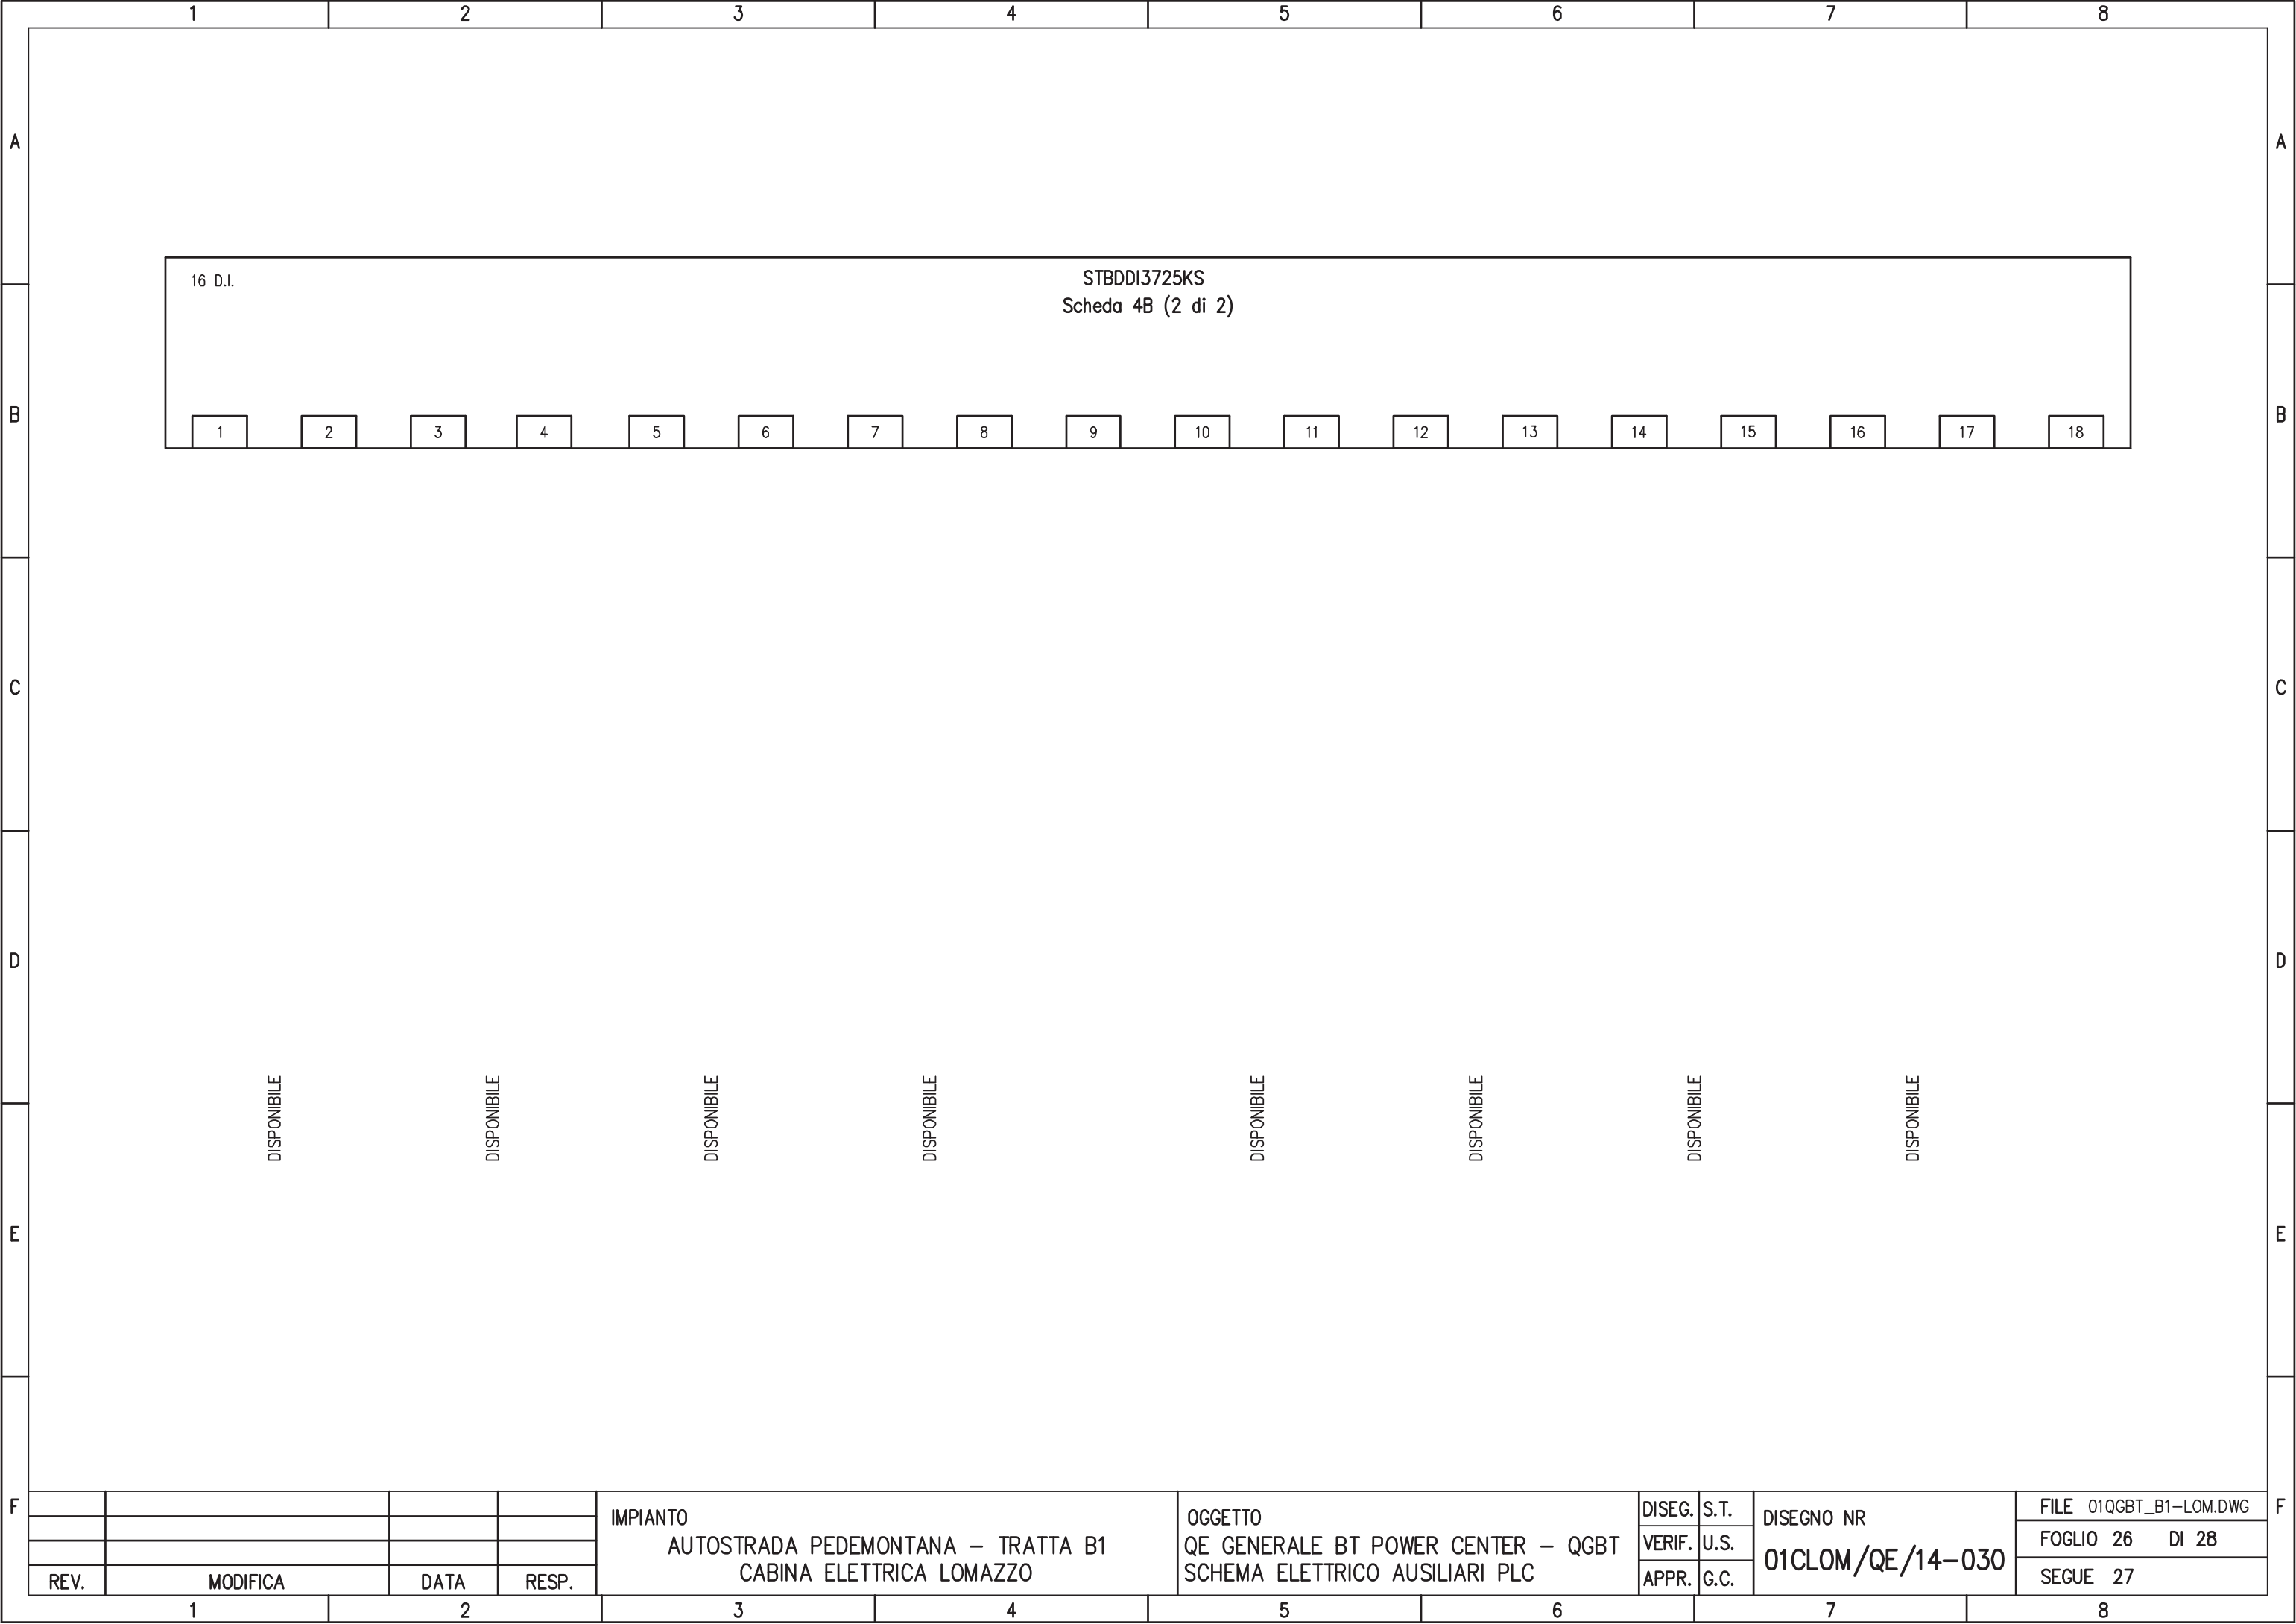 1 2 3 4 5 6 7 8
A A
16 D.I.
STBDDI3725KS
Scheda 4B (2 di 2)
B B
1 2 3 4 5 6 7 8 9 10 11 12 13 14 15 16 17 18
C C
D D
DISPONIBILE
DISPONIBILE
DISPONIBILE
DISPONIBILE
DISPONIBILE
DISPONIBILE
DISPONIBILE
DISPONIBILE
E E
F F
REV. MODIFICA DATA RESP.
IMPIANTO
AUTOSTRADA PEDEMONTANA – TRATTA B1
CABINA ELETTRICA LOMAZZO
OGGETTO
QE GENERALE BT POWER CENTER – QGBT
SCHEMA ELETTRICO AUSILIARI PLC
DISEG. S.T.
VERIF. U.S.
APPR. G.C.
DISEGNO NR
01CLOM/QE/14-030
FILE 01QGBT_B1-LOM.DWG
FOGLIO 26 DI 28
SEGUE 27
1 2 3 4 5 6 7 8